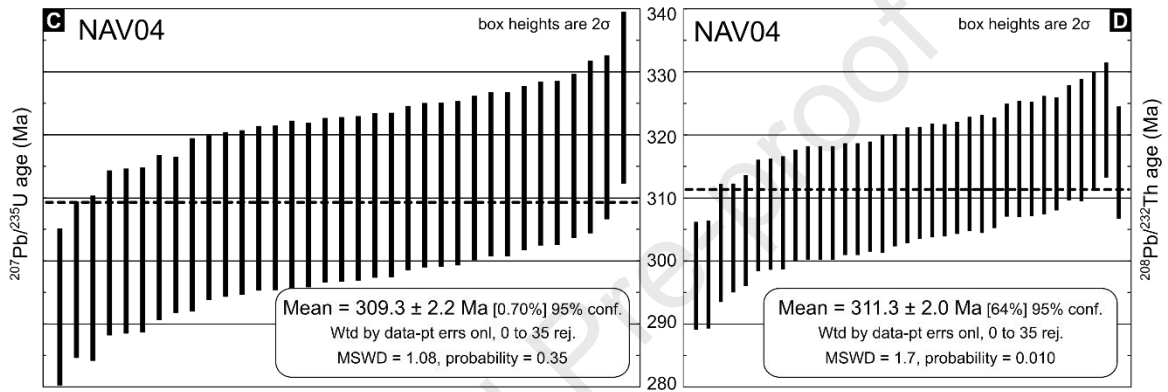 C NAV04 box heights are 2σ
²⁰⁷Pb/²³⁵U age (Ma)
Mean = 309.3 ± 2.2 Ma [0.70%] 95% conf.
Wtd by data-pt errs onl, 0 to 35 rej.
MSWD = 1.08, probability = 0.35
340
330
320
310
300
290
280
NAV04 box heights are 2σ D
²⁰⁸Pb/²³²Th age (Ma)
Mean = 311.3 ± 2.0 Ma [64%] 95% conf.
Wtd by data-pt errs onl, 0 to 35 rej.
MSWD = 1.7, probability = 0.010
Pre-proof